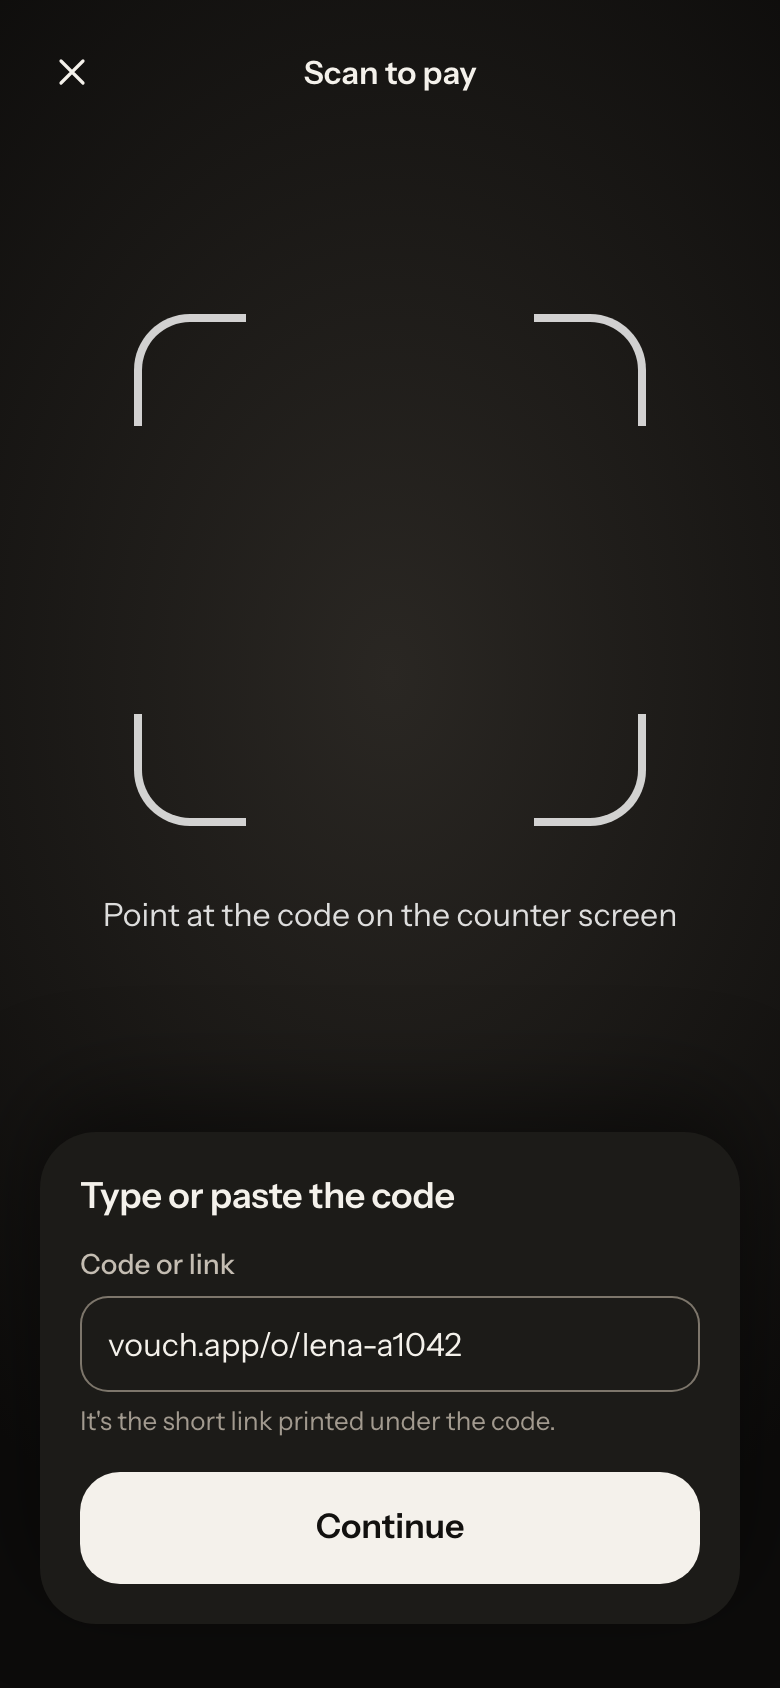 Scan to pay
Point at the code on the counter screen
Type or paste the code
Code or link
vouch.app/o/lena-a1042
It's the short link printed under the code.
Continue